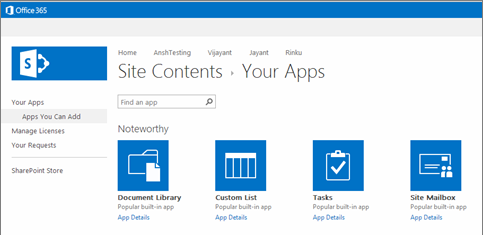 Office 365
Home AnshTesting Vijayant Jayant Rinku
Site Contents › Your Apps
S
Find an app
Your Apps
Apps You Can Add
Manage Licenses
Your Requests
SharePoint Store
Noteworthy
Document Library Custom List Tasks Site Mailbox
Popular built-in app Popular built-in app Popular built-in app Popular built-in app
App Details App Details App Details App Details